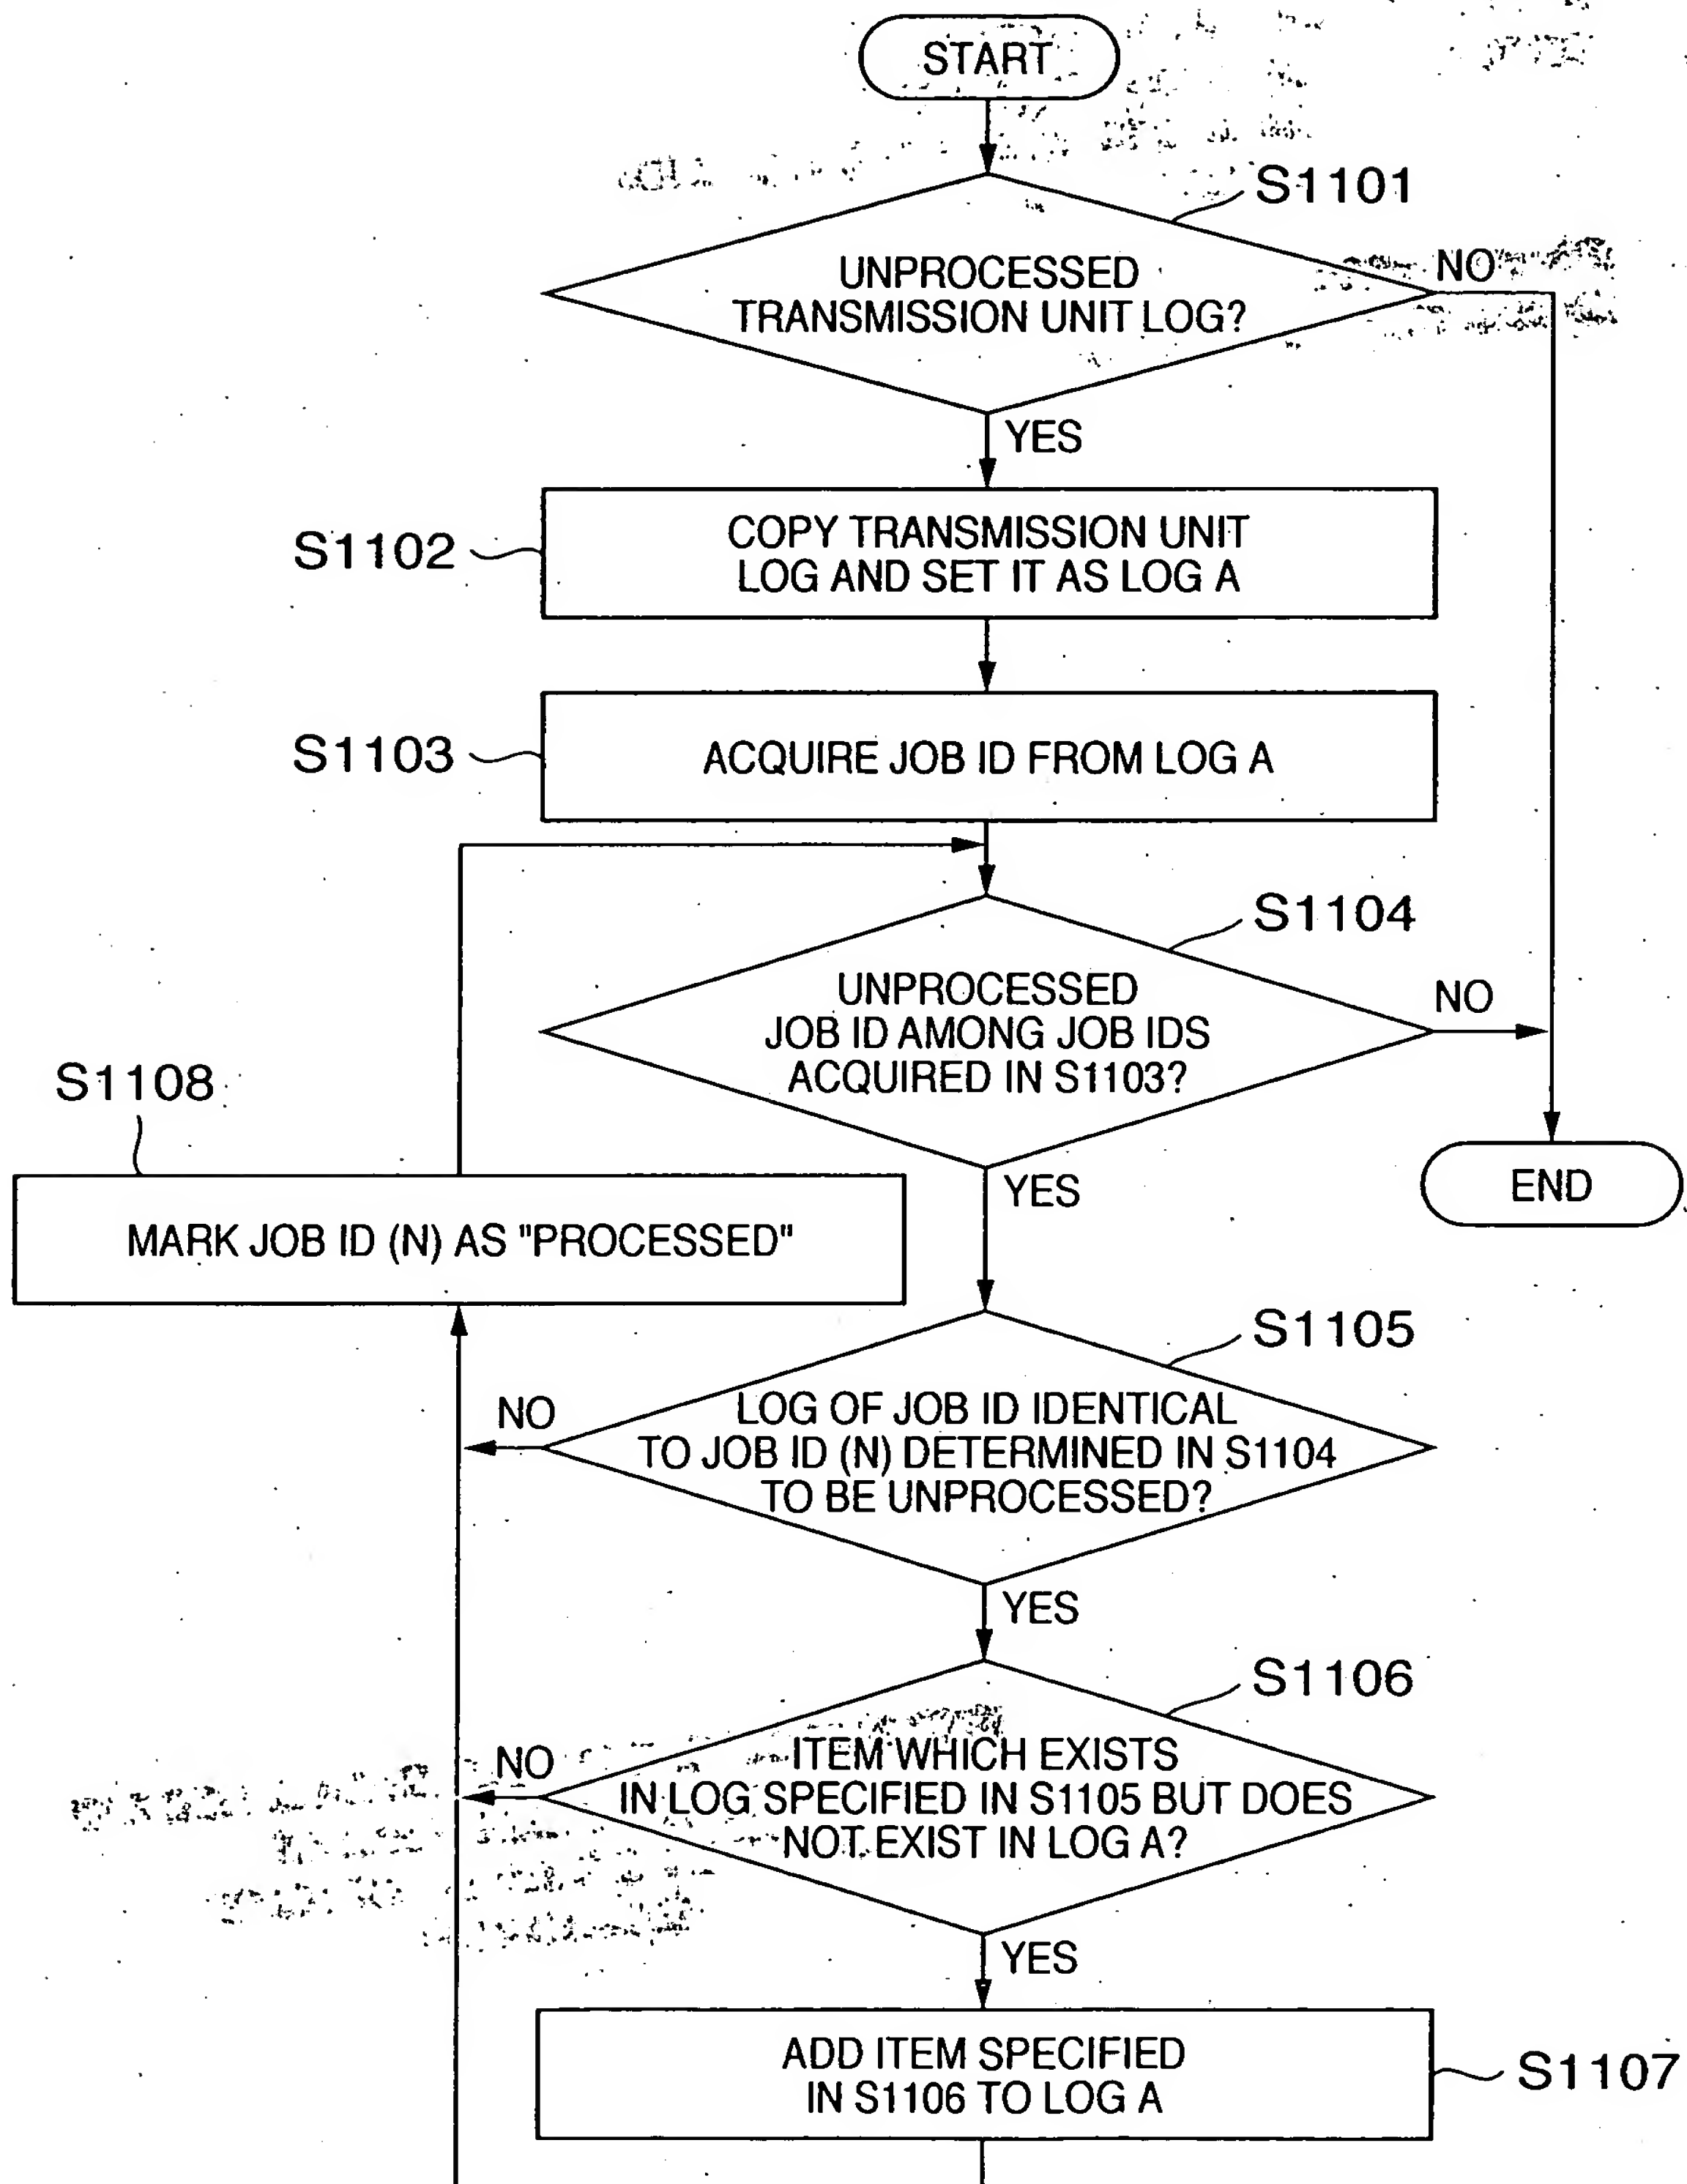 START
S1101
UNPROCESSED
TRANSMISSION UNIT LOG?
NO
YES
S1102
COPY TRANSMISSION UNIT
LOG AND SET IT AS LOG A
S1103
ACQUIRE JOB ID FROM LOG A
S1104
UNPROCESSED
JOB ID AMONG JOB IDS
ACQUIRED IN S1103?
NO
YES
END
S1108
MARK JOB ID (N) AS "PROCESSED"
S1105
LOG OF JOB ID IDENTICAL
TO JOB ID (N) DETERMINED IN S1104
TO BE UNPROCESSED?
NO
YES
S1106
ITEM WHICH EXISTS
IN LOG SPECIFIED IN S1105 BUT DOES
NOT EXIST IN LOG A?
NO
YES
ADD ITEM SPECIFIED
IN S1106 TO LOG A
S1107